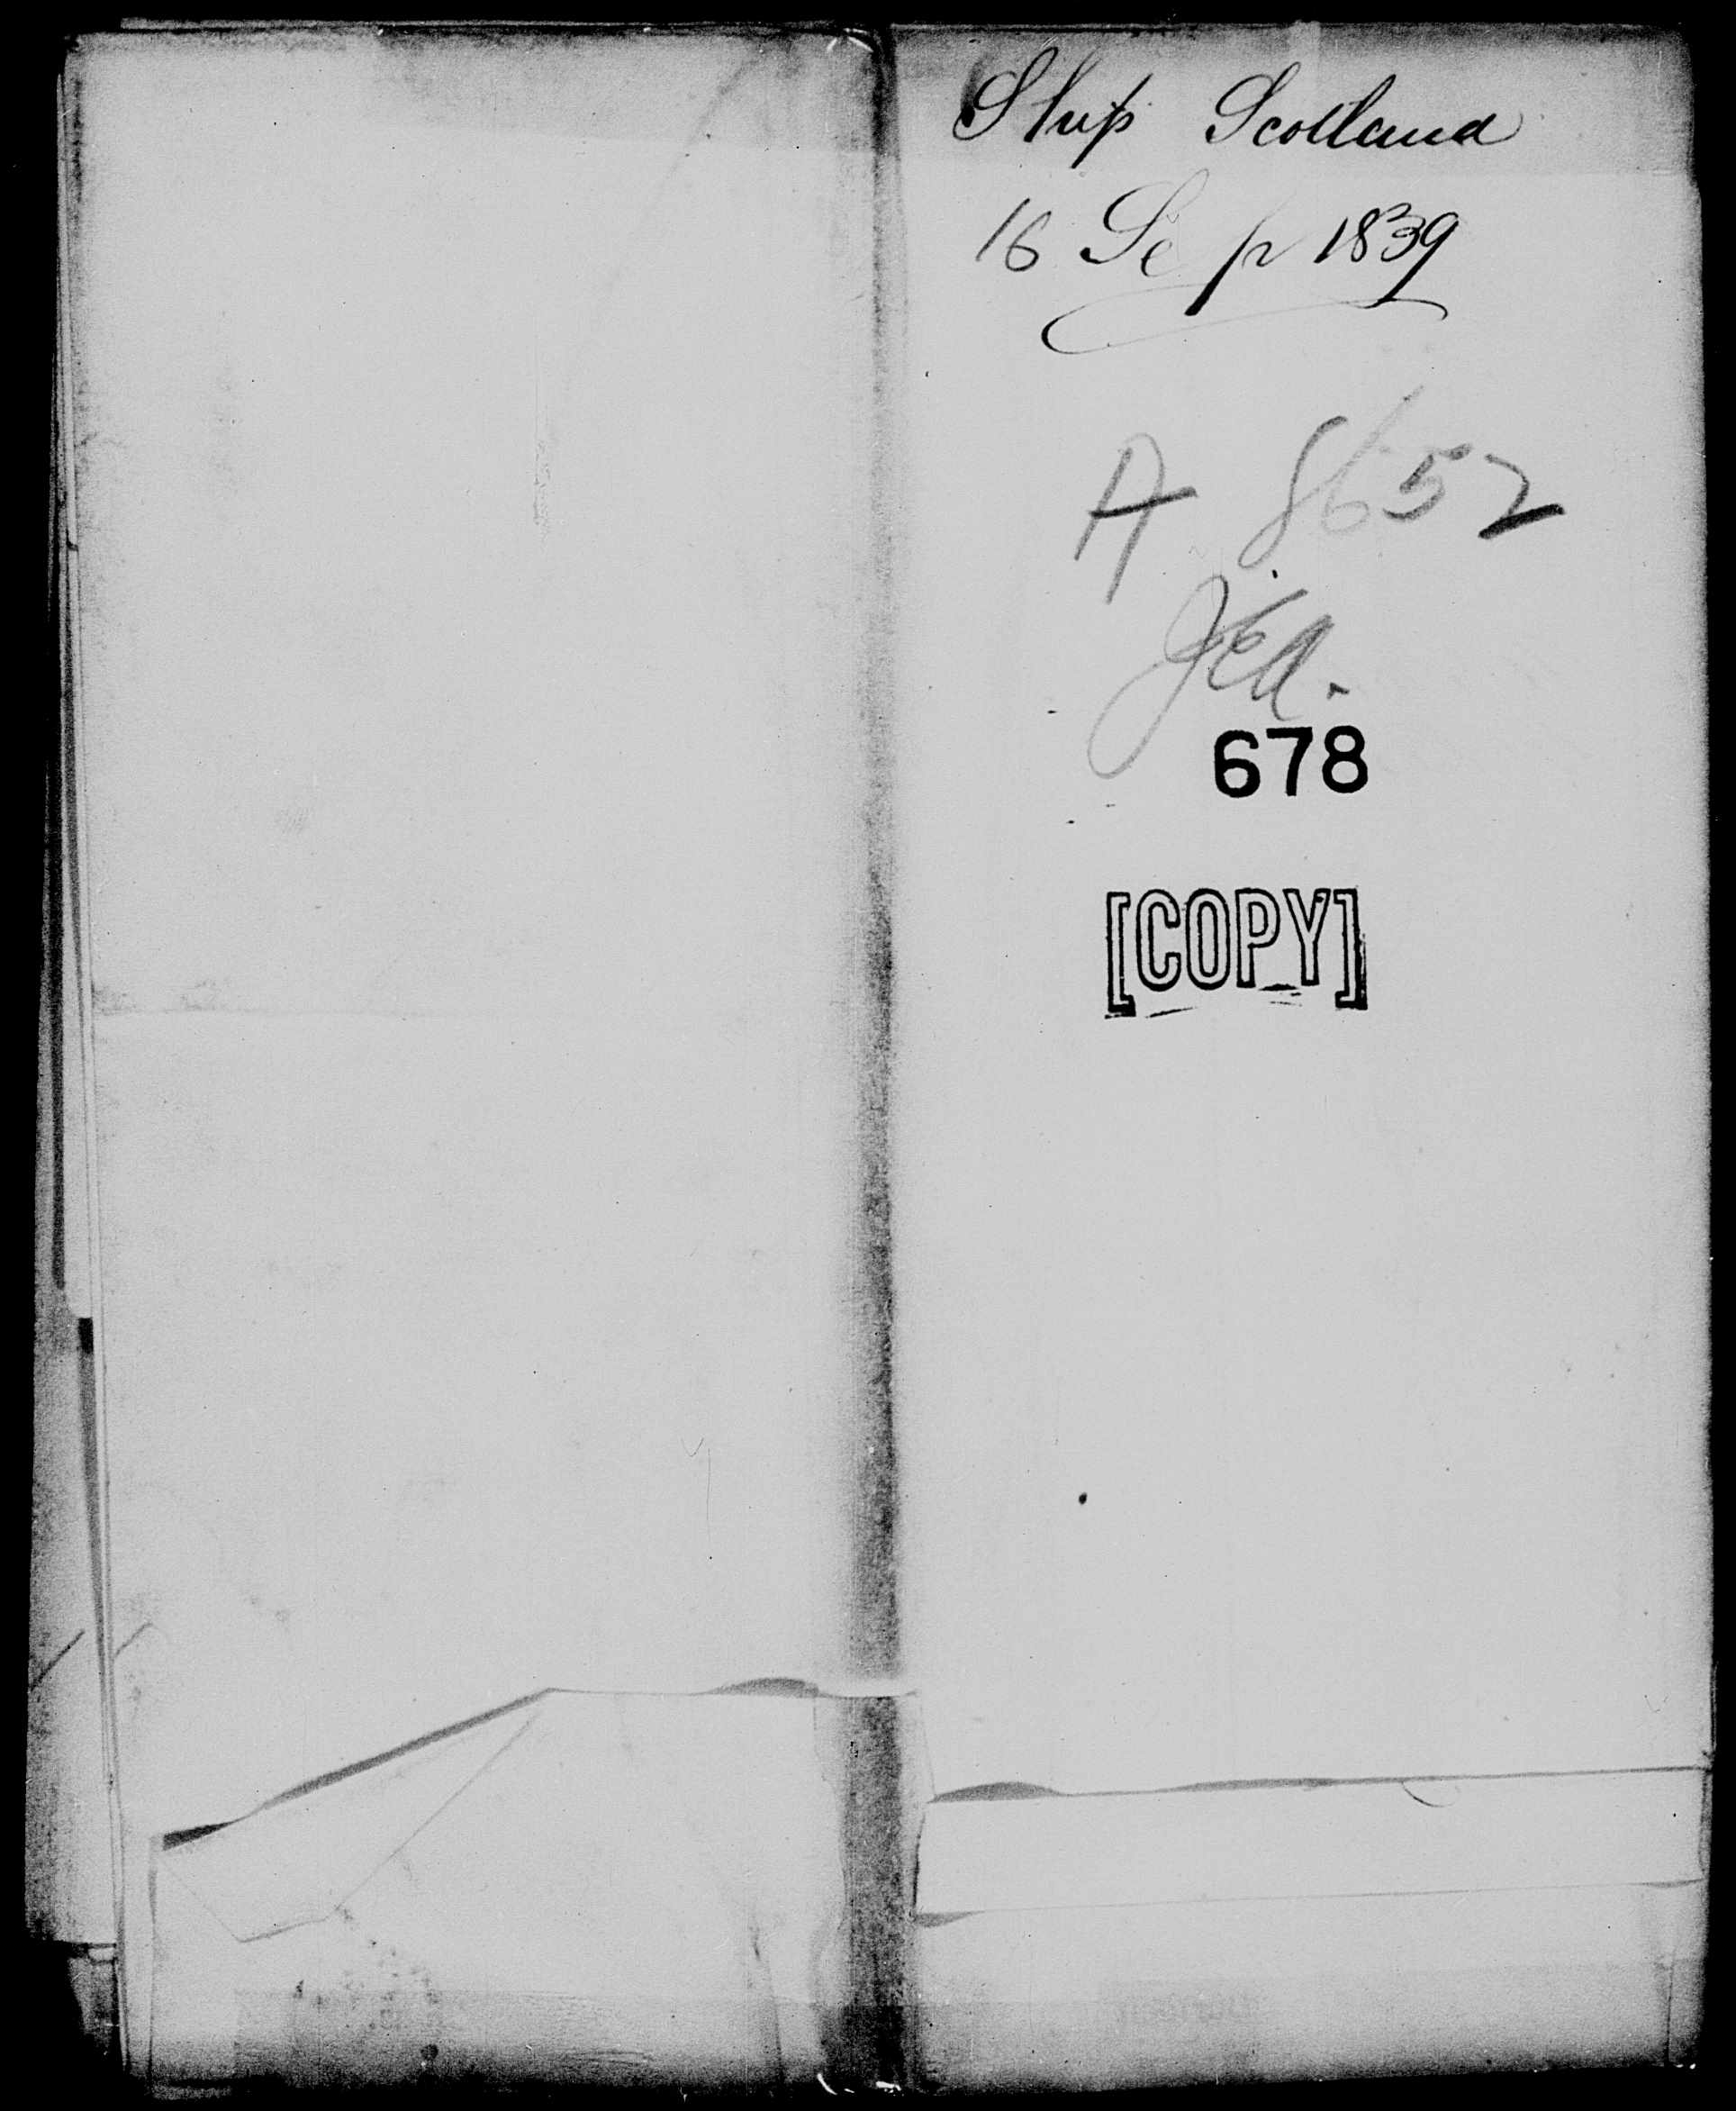 Ship Scotland
16 Sep 1839
A 8652
678
[COPY]